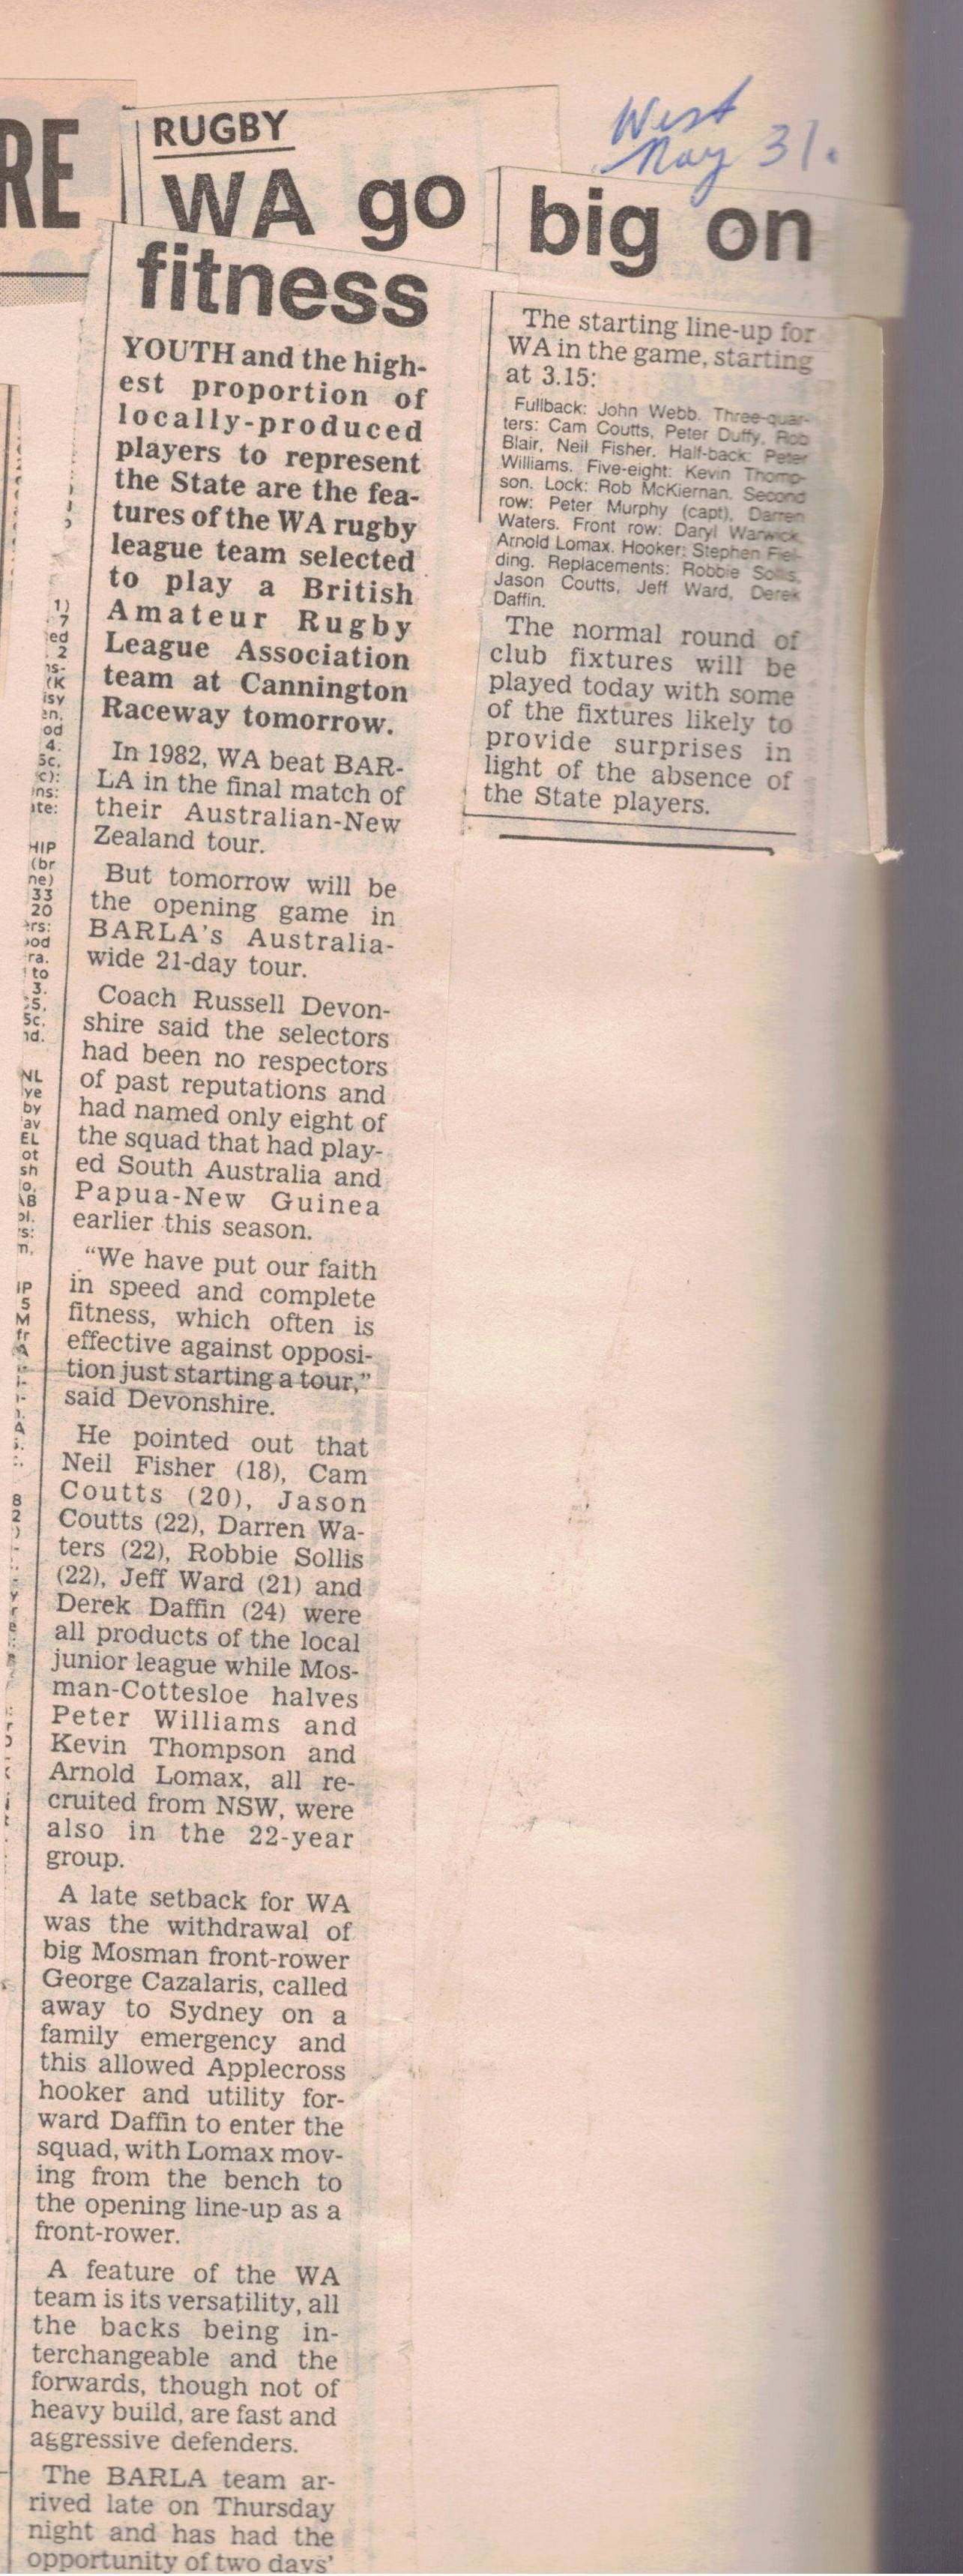 RE
West
May 31.
RUGBY
WA go big on
fitness
YOUTH and the high-
est proportion of
locally-produced
players to represent
the State are the fea-
tures of the WA rugby
league team selected
to play a British
Amateur Rugby
League Association
team at Cannington
Raceway tomorrow.
In 1982, WA beat BAR-
LA in the final match of
their Australian-New
Zealand tour.
But tomorrow will be
the opening game in
BARLA's Australia-
wide 21-day tour.
Coach Russell Devon-
shire said the selectors
had been no respectors
of past reputations and
had named only eight of
the squad that had play-
ed South Australia and
Papua-New Guinea
earlier this season.
“We have put our faith
in speed and complete
fitness, which often is
effective against opposi-
tion just starting a tour,”
said Devonshire.
He pointed out that
Neil Fisher (18), Cam
Coutts (20), Jason
Coutts (22), Darren Wa-
ters (22), Robbie Sollis
(22), Jeff Ward (21) and
Derek Daffin (24) were
all products of the local
junior league while Mos-
man-Cottesloe halves
Peter Williams and
Kevin Thompson and
Arnold Lomax, all re-
cruited from NSW, were
also in the 22-year
group.
A late setback for WA
was the withdrawal of
big Mosman front-rower
George Cazalaris, called
away to Sydney on a
family emergency and
this allowed Applecross
hooker and utility for-
ward Daffin to enter the
squad, with Lomax mov-
ing from the bench to
the opening line-up as a
front-rower.
A feature of the WA
team is its versatility, all
the backs being in-
terchangeable and the
forwards, though not of
heavy build, are fast and
aggressive defenders.
The BARLA team ar-
rived late on Thursday
night and has had the
opportunity of two days'
The starting line-up for
WA in the game, starting
at 3.15:
Fullback: John Webb. Three-quar-
ters: Cam Coutts, Peter Duffy, Rob
Blair, Neil Fisher. Half-back: Peter
Williams. Five-eight: Kevin Thomp-
son. Lock: Rob McKiernan. Second
row: Peter Murphy (capt), Darren
Waters. Front row: Daryl Warwick,
Arnold Lomax. Hooker: Stephen Fiel-
ding. Replacements: Robbie Sollis,
Jason Coutts, Jeff Ward, Derek
Daffin.
The normal round of
club fixtures will be
played today with some
of the fixtures likely to
provide surprises in
light of the absence of
the State players.